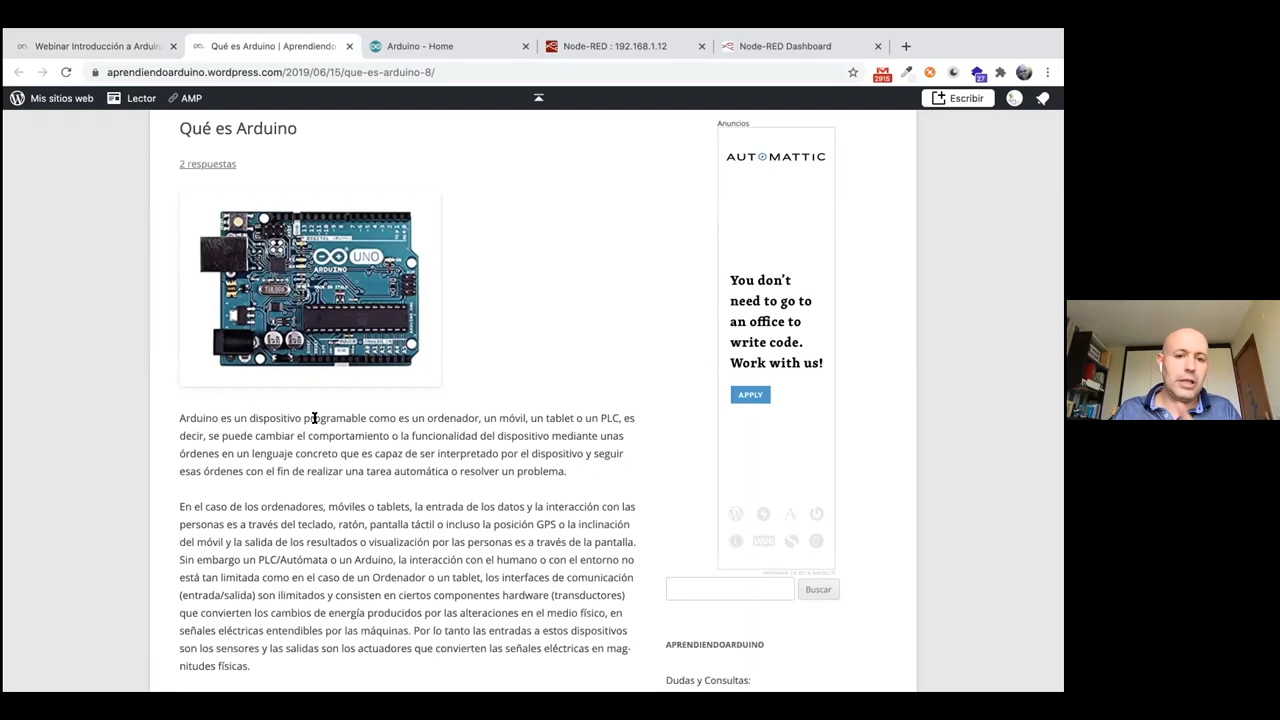 Webinar Introducción a Arduin
Qué es Arduino | Aprendiendo
Arduino - Home
Node-RED : 192.168.1.12
Node-RED Dashboard
aprendiendoarduino.wordpress.com/2019/06/15/que-es-arduino-8/
2915
27
Mis sitios web
Lector
AMP
Escribir
Qué es Arduino
2 respuestas
UNO
ARDUINO
Anuncios
AUTOMATTIC
You don't
need to go to
an office to
write code.
Work with us!
APPLY
Arduino es un dispositivo programable como es un ordenador, un móvil, un tablet o un PLC, es
decir, se puede cambiar el comportamiento o la funcionalidad del dispositivo mediante unas
órdenes en un lenguaje concreto que es capaz de ser interpretado por el dispositivo y seguir
esas órdenes con el fin de realizar una tarea automática o resolver un problema.
En el caso de los ordenadores, móviles o tablets, la entrada de los datos y la interacción con las
personas es a través del teclado, ratón, pantalla táctil o incluso la posición GPS o la inclinación
del móvil y la salida de los resultados o visualización por las personas es a través de la pantalla.
Sin embargo un PLC/Autómata o un Arduino, la interacción con el humano o con el entorno no
está tan limitada como en el caso de un Ordenador o un tablet, los interfaces de comunicación
(entrada/salida) son ilimitados y consisten en ciertos componentes hardware (transductores)
que convierten los cambios de energía producidos por las alteraciones en el medio físico, en
señales eléctricas entendibles por las máquinas. Por lo tanto las entradas a estos dispositivos
son los sensores y las salidas son los actuadores que convierten las señales eléctricas en mag-
nitudes físicas.
Buscar
APRENDIENDOARDUINO
Dudas y Consultas: